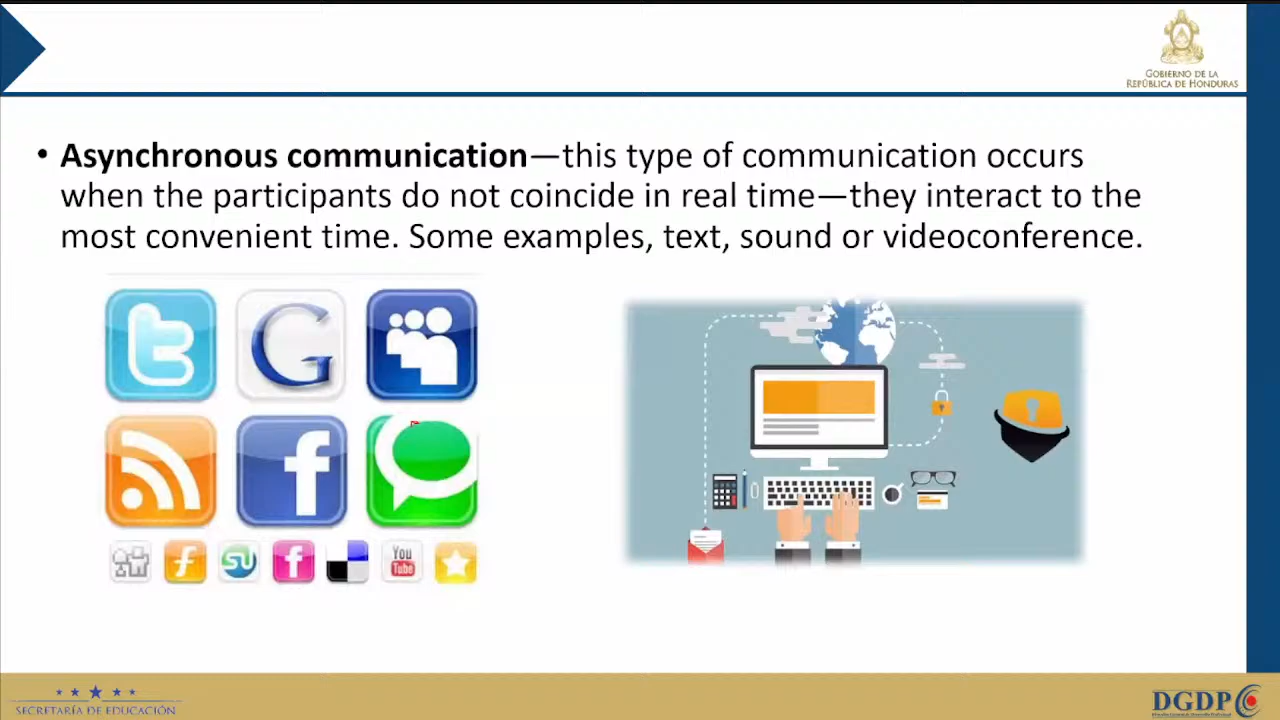 GOBIERNO DE LA
REPÚBLICA DE HONDURAS
• Asynchronous communication—this type of communication occurs
when the participants do not coincide in real time—they interact to the
most convenient time. Some examples, text, sound or videoconference.
G
f
f
SU
f
You
Tube
SECRETARÍA DE EDUCACIÓN
DGDP